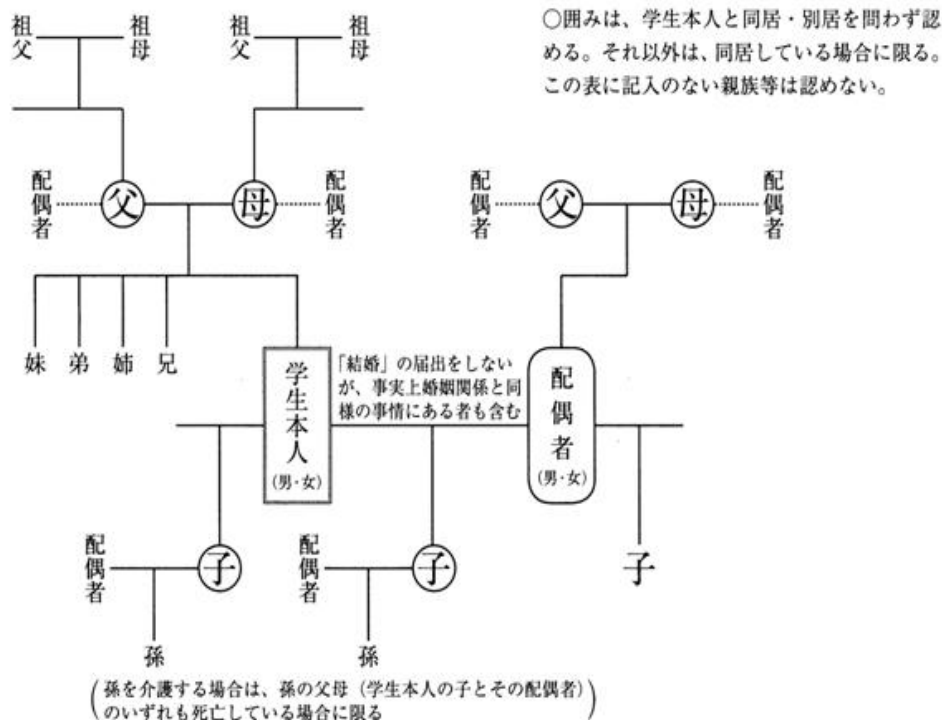 祖父
祖母
祖父
祖母
○囲みは、学生本人と同居・別居を問わず認
める。それ以外は、同居している場合に限る。
この表に記入のない親族等は認めない。
配偶者
父
母
配偶者
配偶者
父
母
配偶者
妹
弟
姉
兄
学生本人
(男・女)
「結婚」の届出をしない
が、事実上婚姻関係と同
様の事情にある者も含む
配偶者
(男・女)
配偶者
子
配偶者
子
子
孫
孫
(孫を介護する場合は、孫の父母(学生本人の子とその配偶者)
のいずれも死亡している場合に限る)